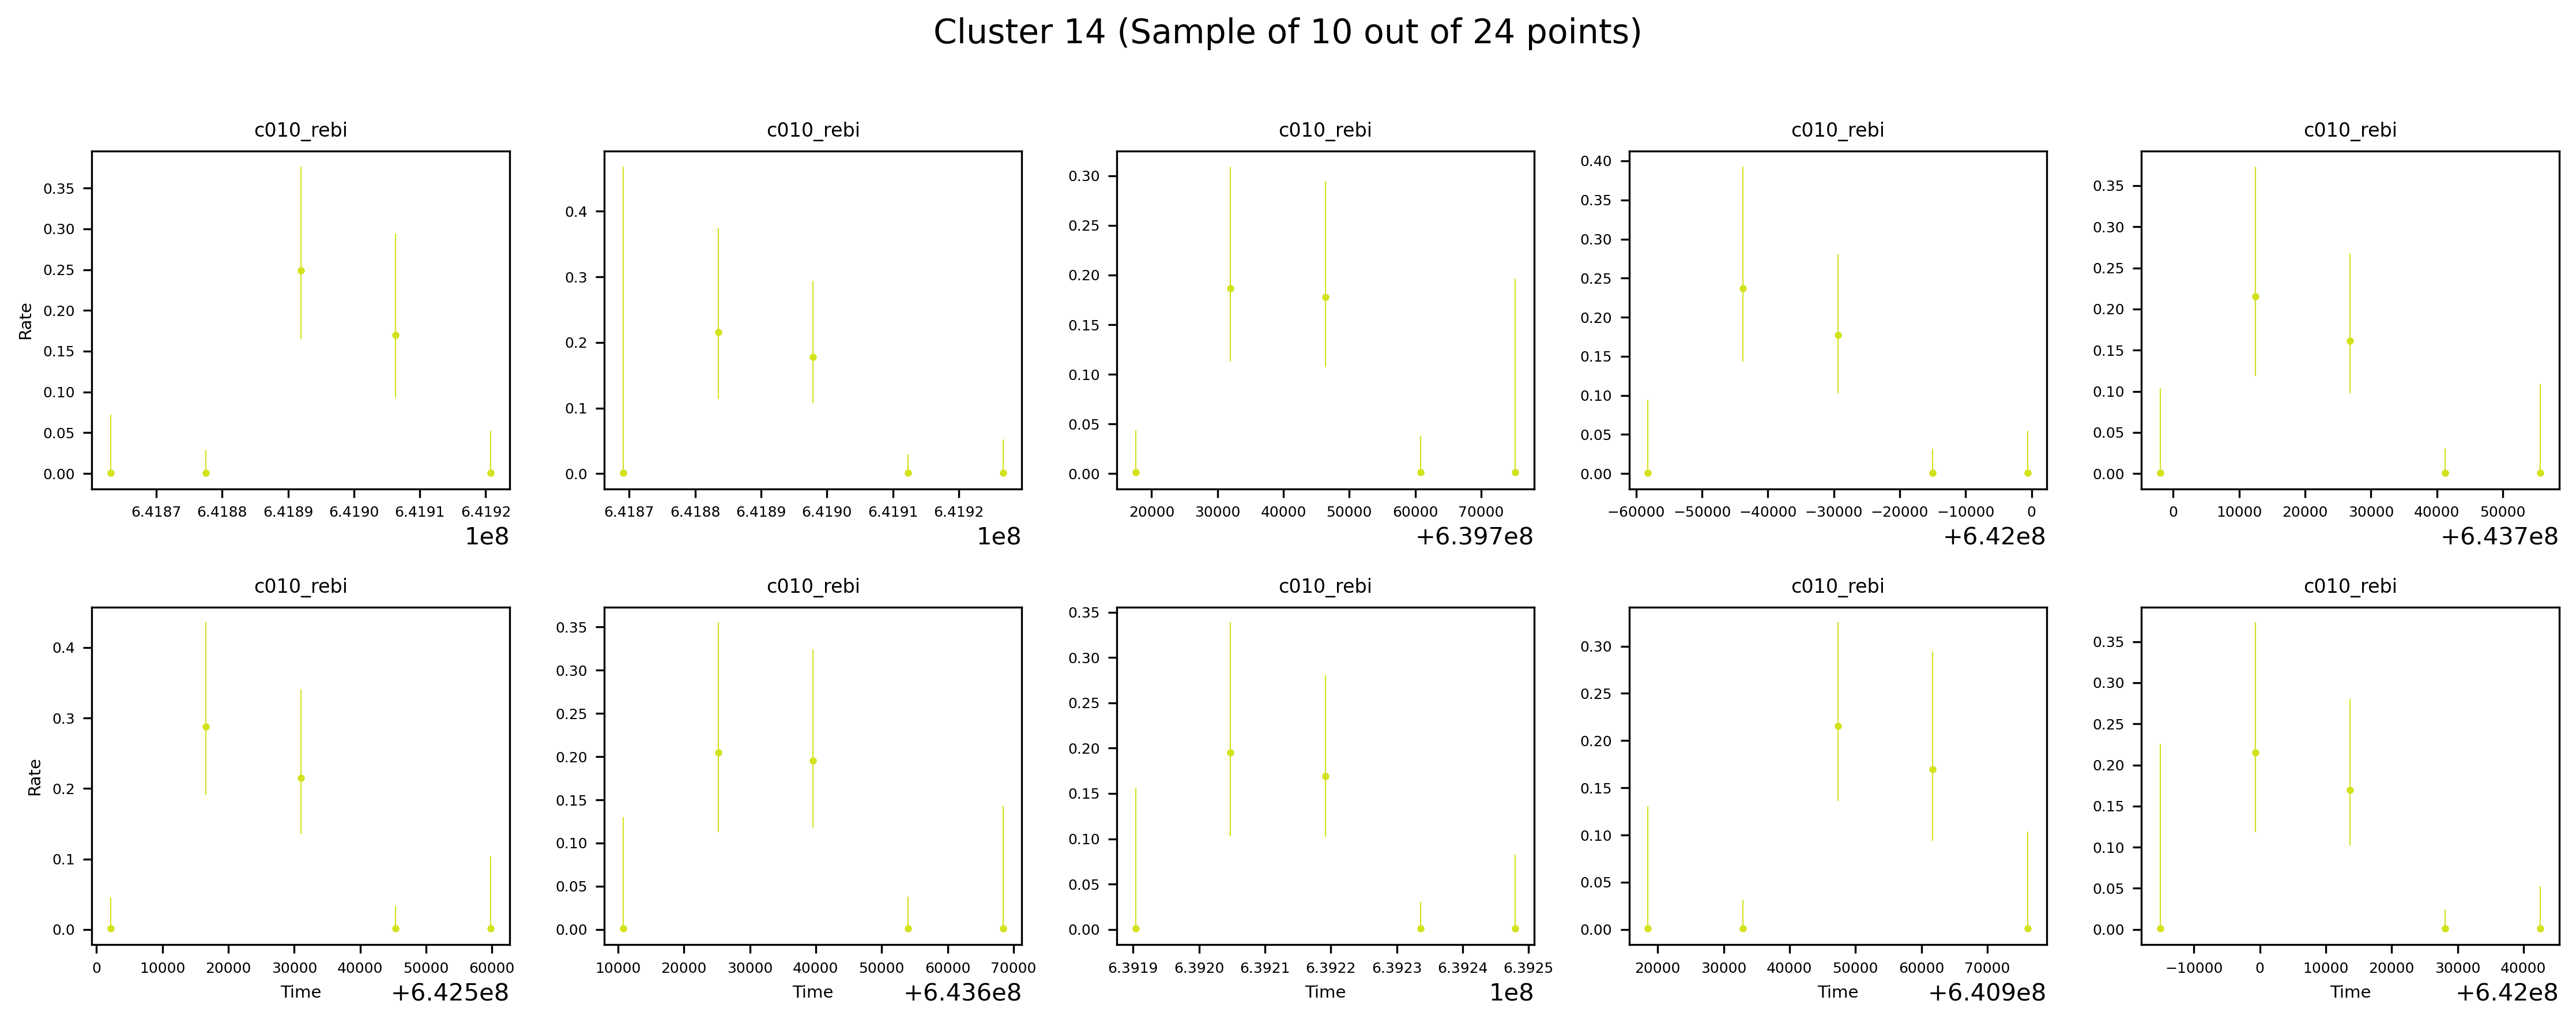 Cluster 14 (Sample of 10 out of 24 points)
c010_rebi c010_rebi c010_rebi c010_rebi c010_rebi
Rate
0.35 0.30 0.25 0.20 0.15 0.10 0.05 0.00
6.4187 6.4188 6.4189 6.4190 6.4191 6.4192
1e8
0.4 0.3 0.2 0.1 0.0
6.4187 6.4188 6.4189 6.4190 6.4191 6.4192
1e8
0.30 0.25 0.20 0.15 0.10 0.05 0.00
20000 30000 40000 50000 60000 70000
+6.397e8
0.40 0.35 0.30 0.25 0.20 0.15 0.10 0.05 0.00
−60000 −50000 −40000 −30000 −20000 −10000 0
+6.42e8
0.35 0.30 0.25 0.20 0.15 0.10 0.05 0.00
0 10000 20000 30000 40000 50000
+6.437e8
c010_rebi c010_rebi c010_rebi c010_rebi c010_rebi
Rate
0.4 0.3 0.2 0.1 0.0
0 10000 20000 30000 40000 50000 60000
Time +6.425e8
0.35 0.30 0.25 0.20 0.15 0.10 0.05 0.00
10000 20000 30000 40000 50000 60000 70000
Time +6.436e8
0.35 0.30 0.25 0.20 0.15 0.10 0.05 0.00
6.3919 6.3920 6.3921 6.3922 6.3923 6.3924 6.3925
Time 1e8
0.30 0.25 0.20 0.15 0.10 0.05 0.00
20000 30000 40000 50000 60000 70000
Time +6.409e8
0.35 0.30 0.25 0.20 0.15 0.10 0.05 0.00
−10000 0 10000 20000 30000 40000
Time +6.42e8